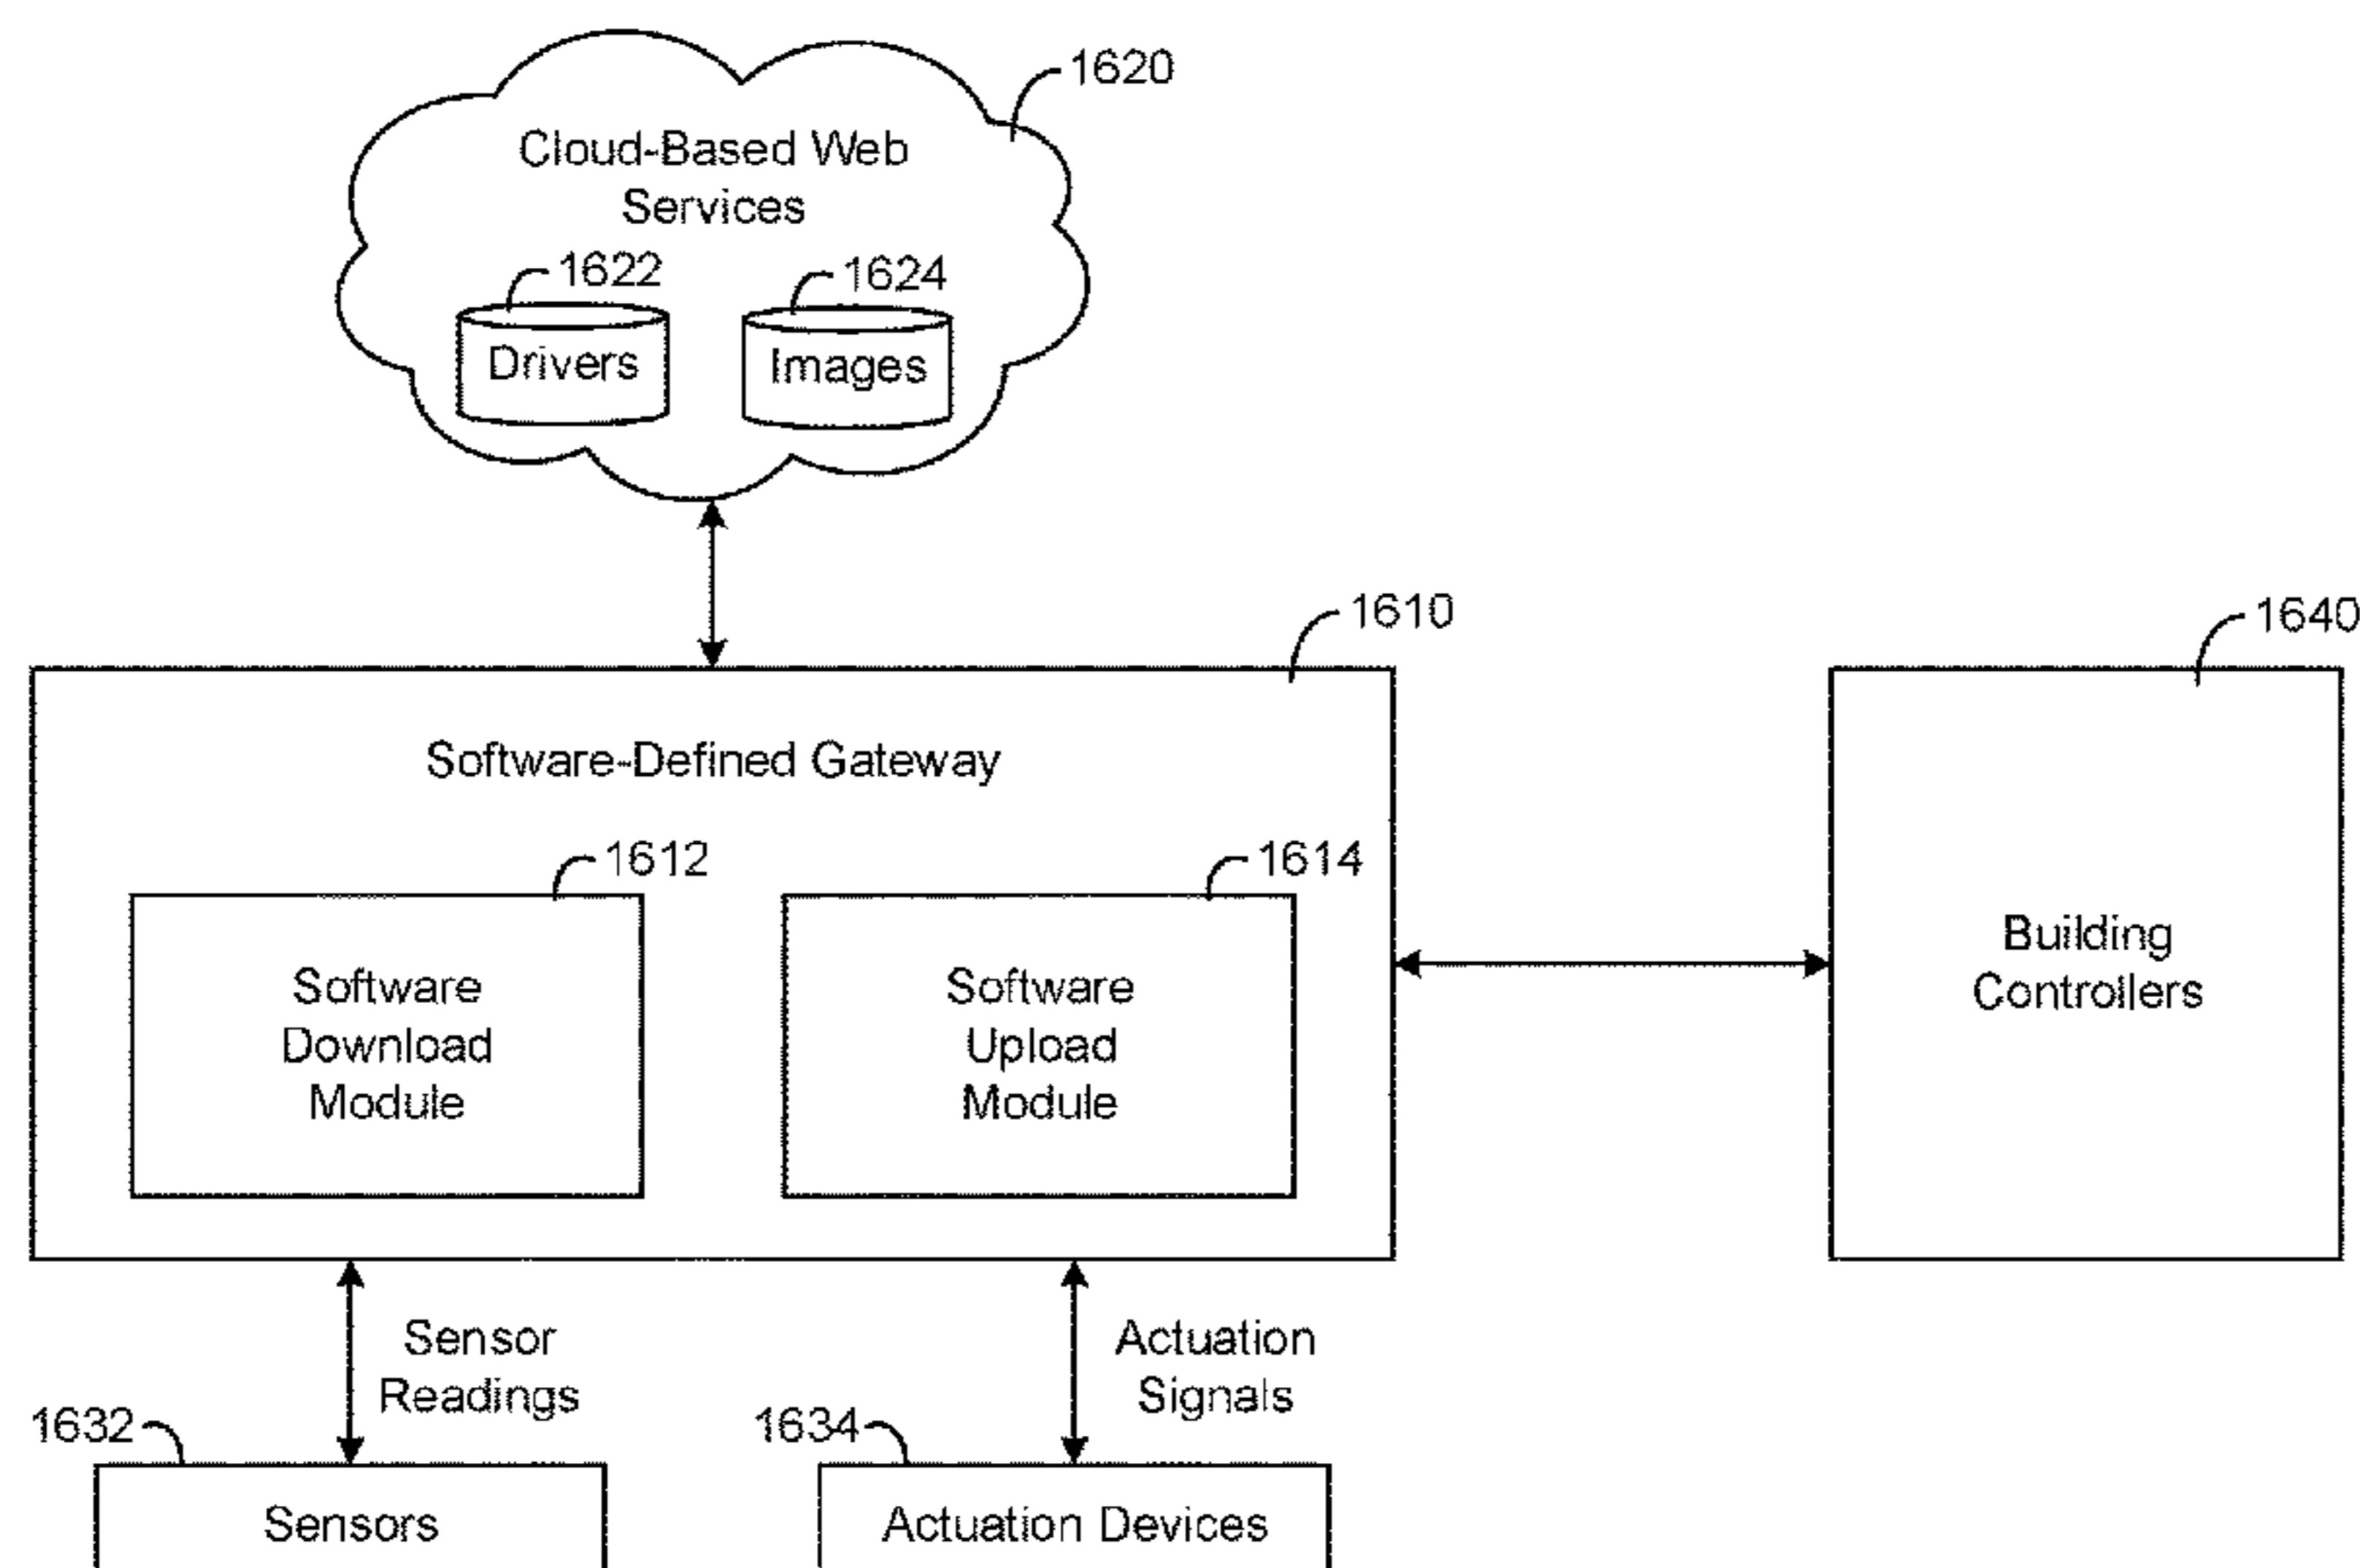 1620
Cloud-Based Web
Services
1622
1624
Drivers
Images
1610
1640
Software-Defined Gateway
1612
1614
Software
Download
Module
Software
Upload
Module
Building
Controllers
Sensor
Readings
Actuation
Signals
1632
1634
Sensors
Actuation Devices